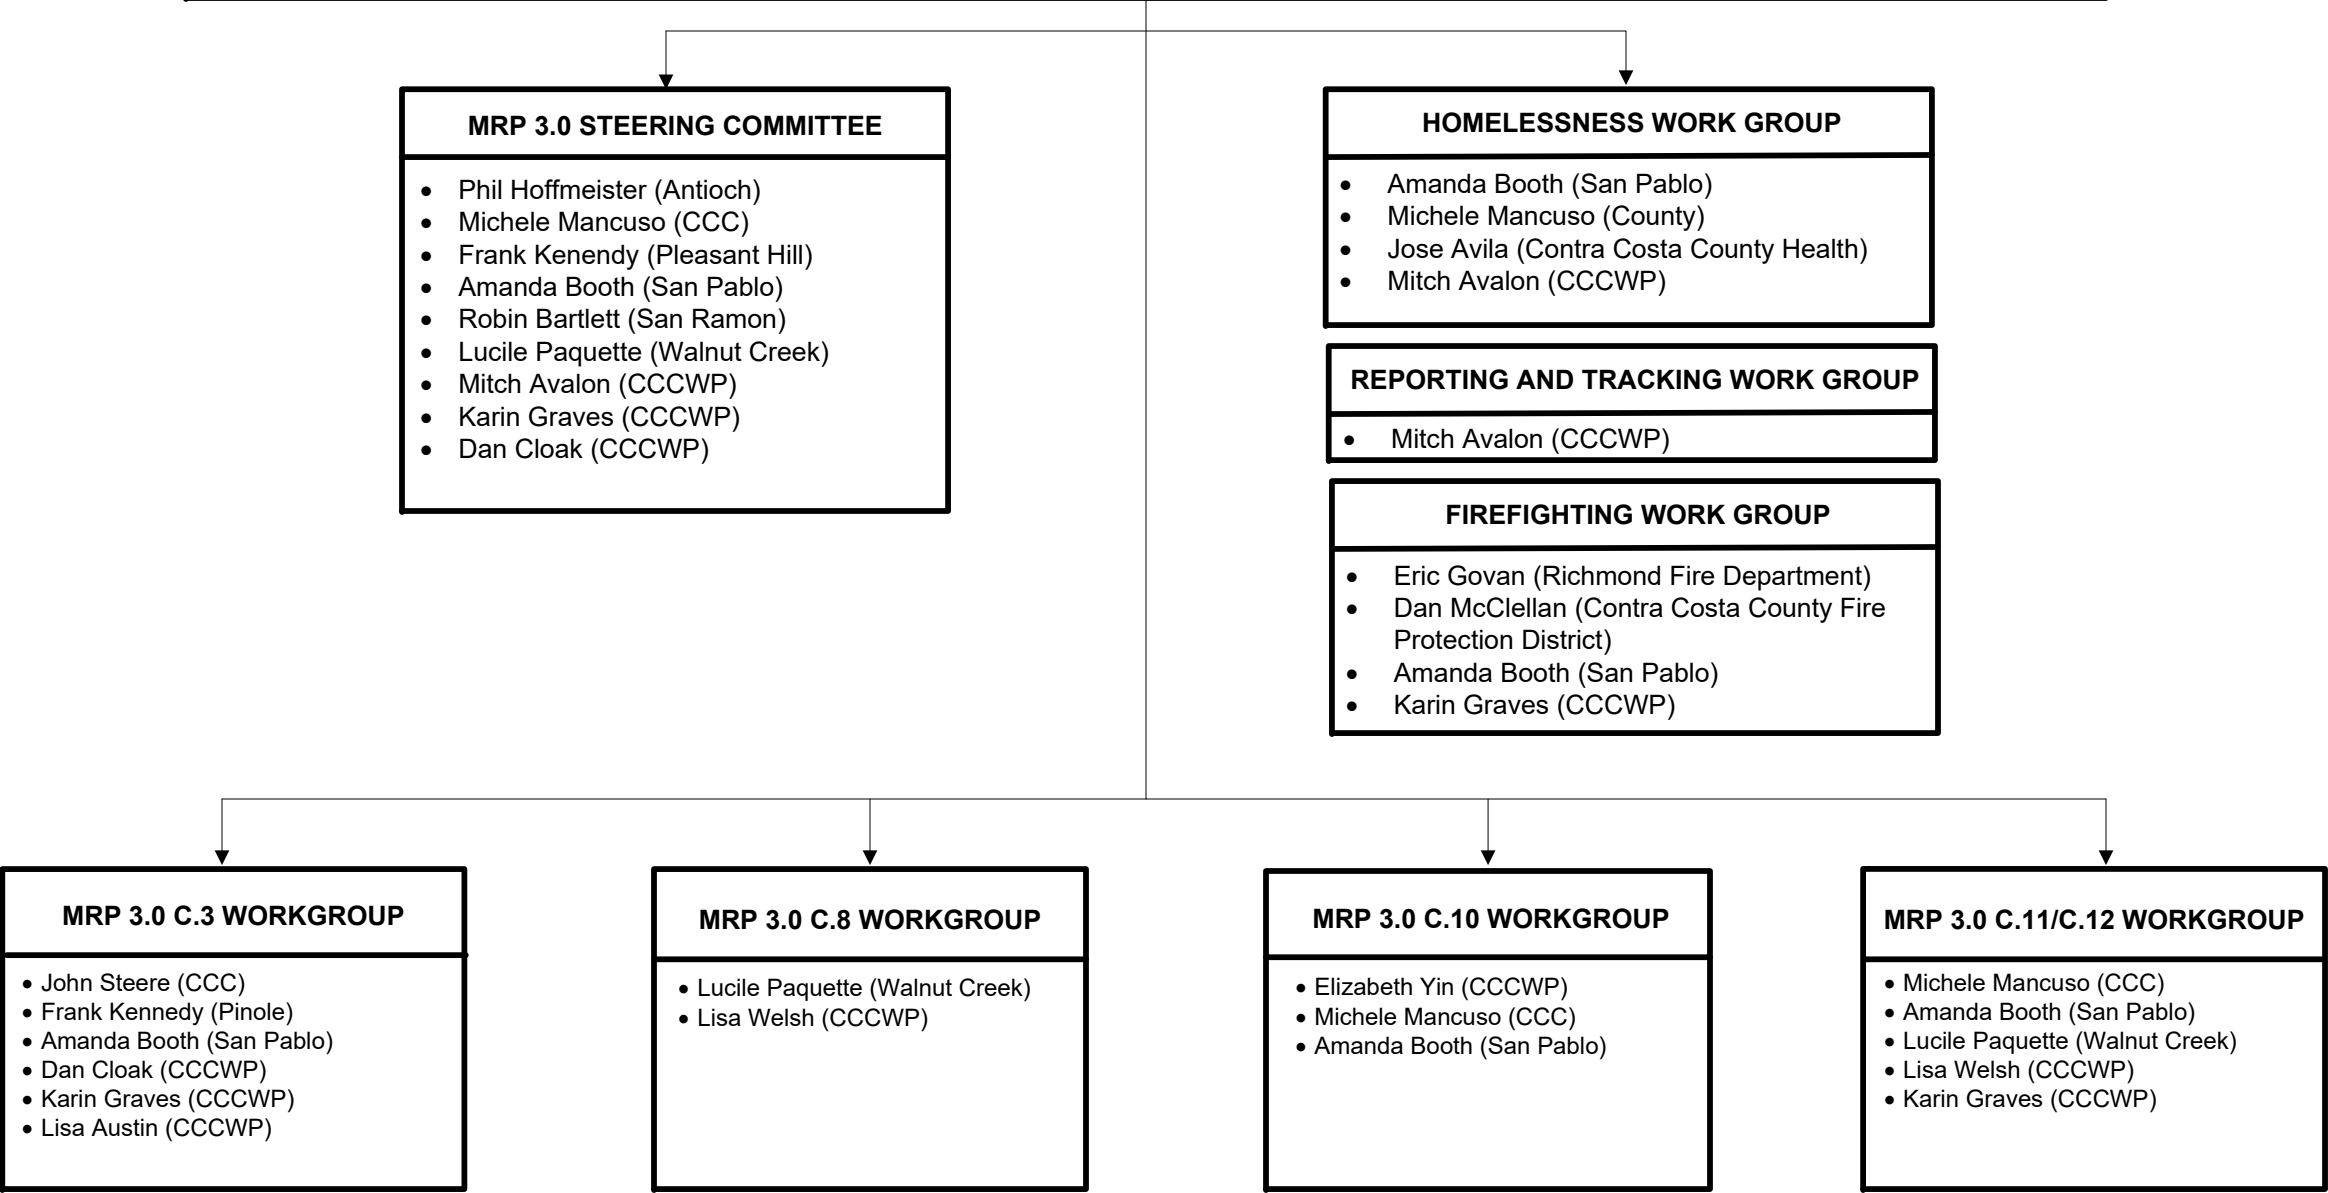 MRP 3.0 STEERING COMMITTEE
• Phil Hoffmeister (Antioch)
• Michele Mancuso (CCC)
• Frank Kenendy (Pleasant Hill)
• Amanda Booth (San Pablo)
• Robin Bartlett (San Ramon)
• Lucile Paquette (Walnut Creek)
• Mitch Avalon (CCCWP)
• Karin Graves (CCCWP)
• Dan Cloak (CCCWP)
HOMELESSNESS WORK GROUP
• Amanda Booth (San Pablo)
• Michele Mancuso (County)
• Jose Avila (Contra Costa County Health)
• Mitch Avalon (CCCWP)
REPORTING AND TRACKING WORK GROUP
• Mitch Avalon (CCCWP)
FIREFIGHTING WORK GROUP
• Eric Govan (Richmond Fire Department)
• Dan McClellan (Contra Costa County Fire
Protection District)
• Amanda Booth (San Pablo)
• Karin Graves (CCCWP)
MRP 3.0 C.3 WORKGROUP
• John Steere (CCC)
• Frank Kennedy (Pinole)
• Amanda Booth (San Pablo)
• Dan Cloak (CCCWP)
• Karin Graves (CCCWP)
• Lisa Austin (CCCWP)
MRP 3.0 C.8 WORKGROUP
• Lucile Paquette (Walnut Creek)
• Lisa Welsh (CCCWP)
MRP 3.0 C.10 WORKGROUP
• Elizabeth Yin (CCCWP)
• Michele Mancuso (CCC)
• Amanda Booth (San Pablo)
MRP 3.0 C.11/C.12 WORKGROUP
• Michele Mancuso (CCC)
• Amanda Booth (San Pablo)
• Lucile Paquette (Walnut Creek)
• Lisa Welsh (CCCWP)
• Karin Graves (CCCWP)